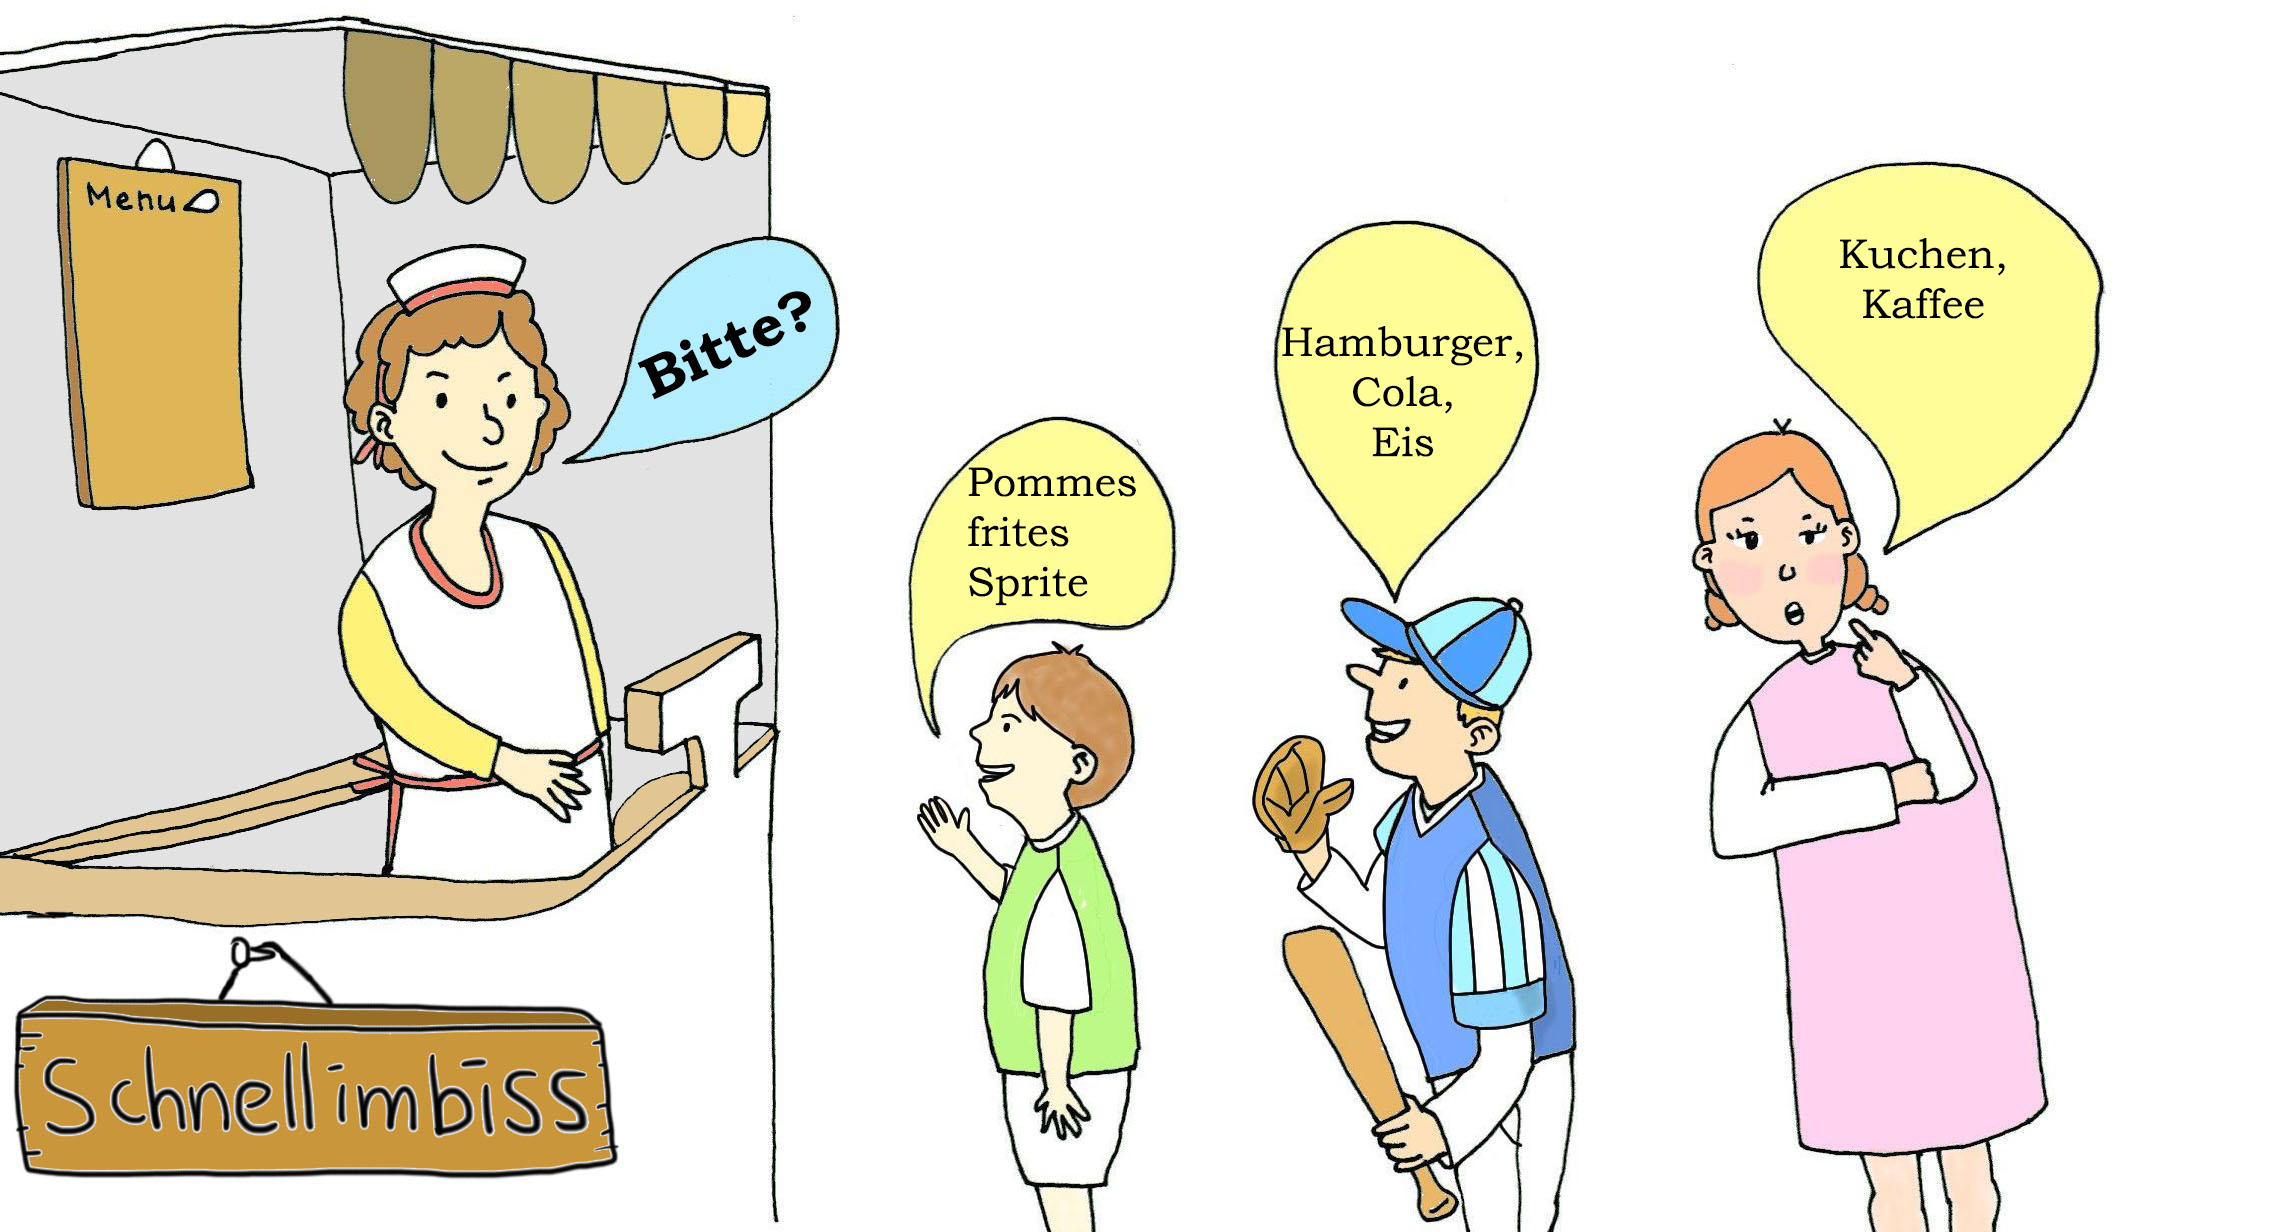 Menu
Bitte?
Pommes
frites
Sprite
Hamburger,
Cola,
Eis
Kuchen,
Kaffee
Schnellimbiss